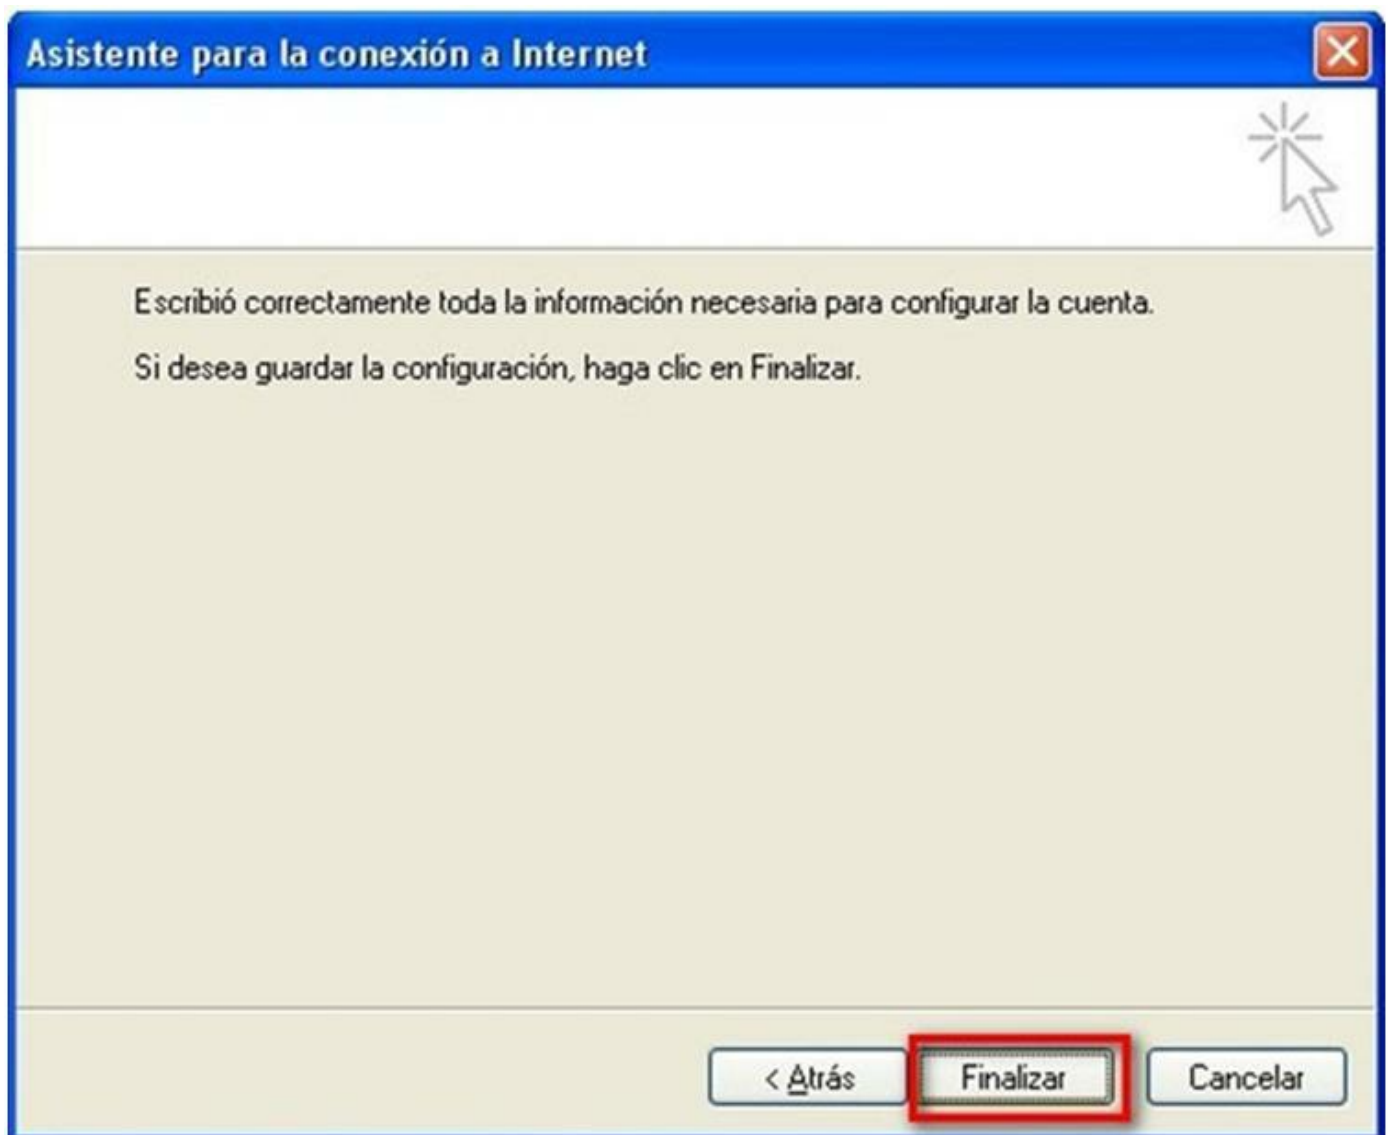 Asistente para la conexión a Internet
Escribió correctamente toda la información necesaria para configurar la cuenta.
Si desea guardar la configuración, haga clic en Finalizar.
< Atrás Finalizar Cancelar